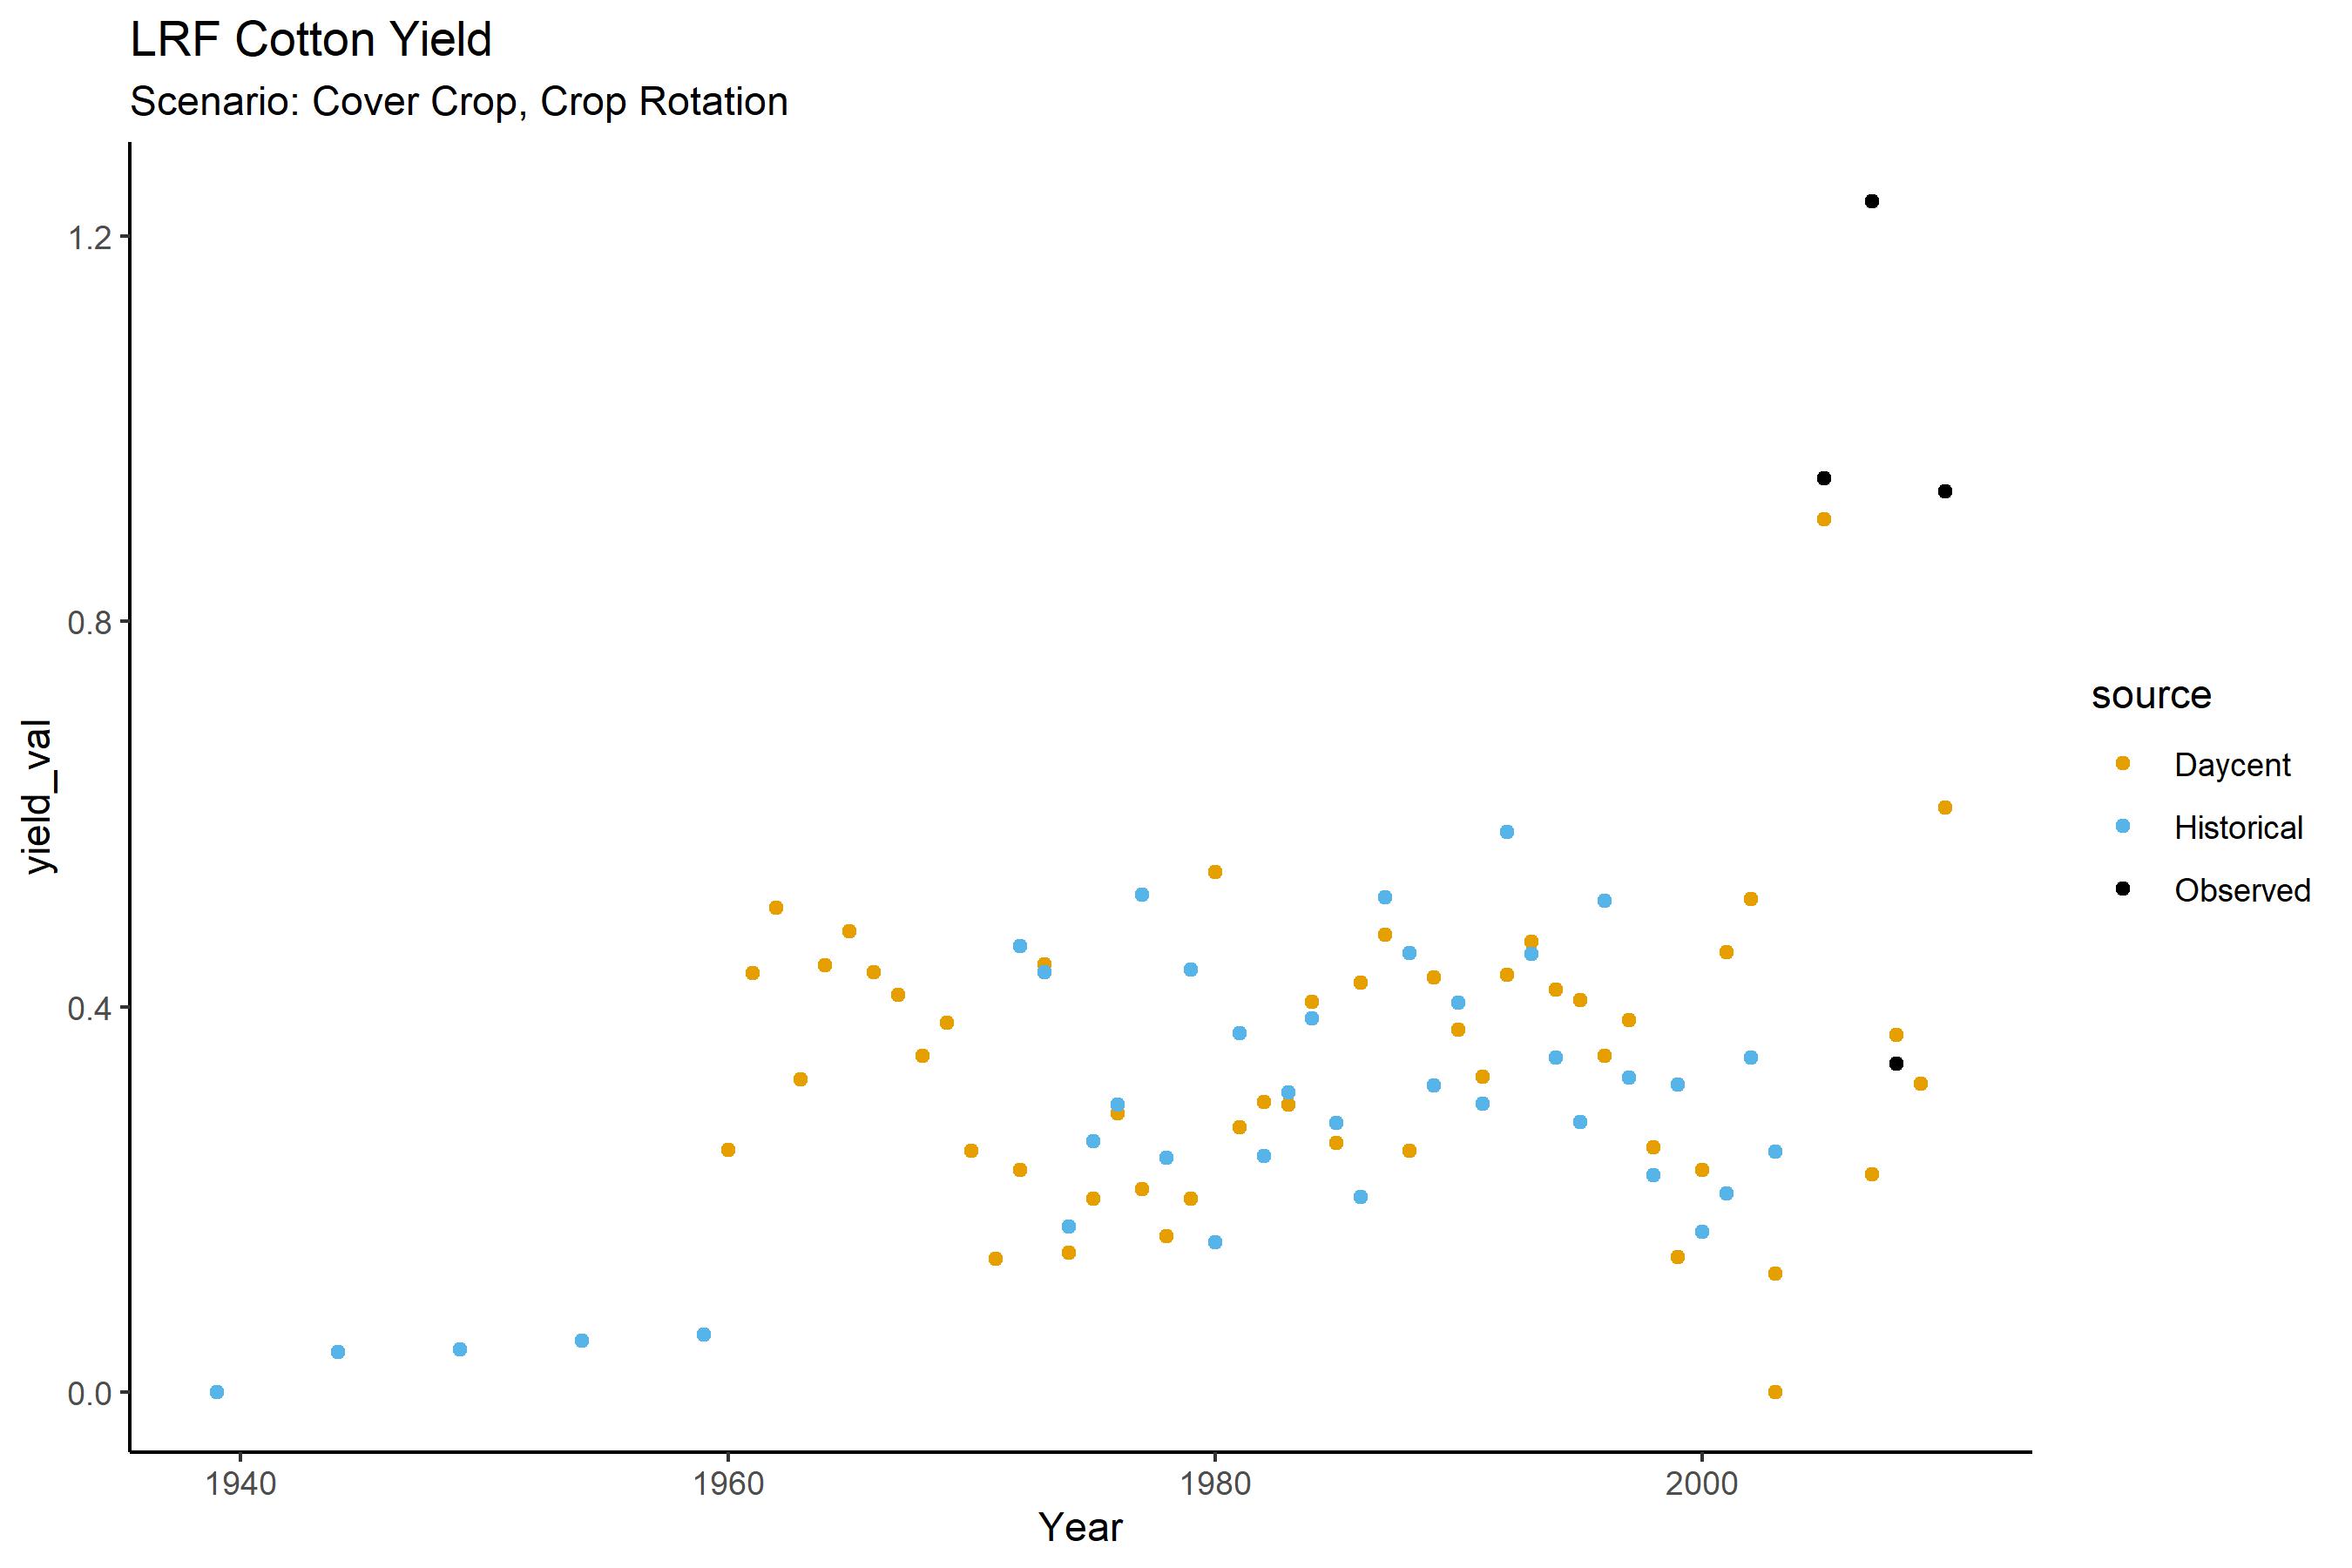 LRF Cotton Yield
Scenario: Cover Crop, Crop Rotation
yield_val
1.2
0.8
0.4
0.0
1940 1960 1980 2000
Year
source
Daycent
Historical
Observed